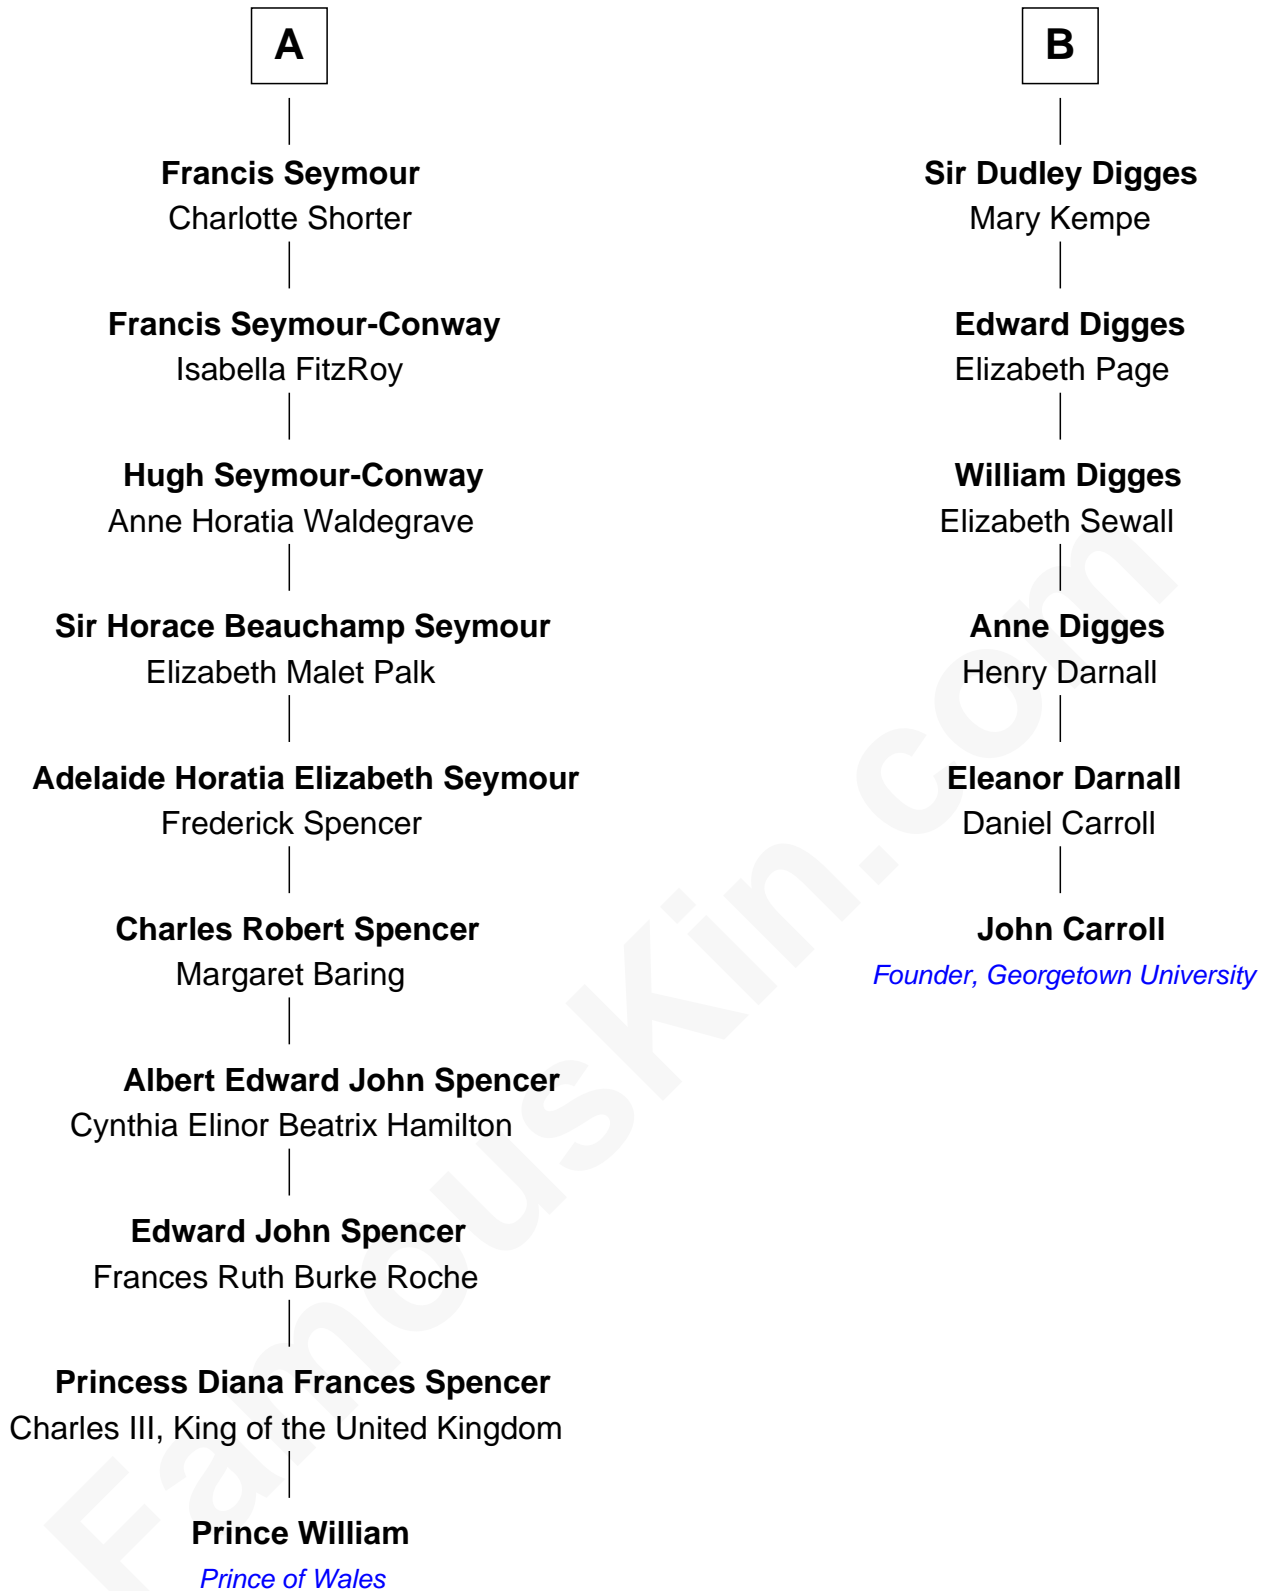 A
Francis Seymour
Charlotte Shorter
Francis Seymour-Conway
Isabella FitzRoy
Hugh Seymour-Conway
Anne Horatia Waldegrave
Sir Horace Beauchamp Seymour
Elizabeth Malet Palk
Adelaide Horatia Elizabeth Seymour
Frederick Spencer
Charles Robert Spencer
Margaret Baring
Albert Edward John Spencer
Cynthia Elinor Beatrix Hamilton
Edward John Spencer
Frances Ruth Burke Roche
Princess Diana Frances Spencer
Charles III, King of the United Kingdom
Prince William
Prince of Wales
B
Sir Dudley Digges
Mary Kempe
Edward Digges
Elizabeth Page
William Digges
Elizabeth Sewall
Anne Digges
Henry Darnall
Eleanor Darnall
Daniel Carroll
John Carroll
Founder, Georgetown University
FamousKin.com